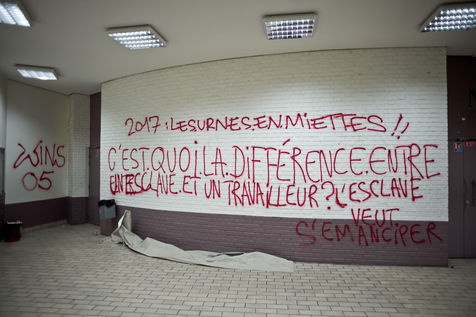 WINS
05
2017 : LES.URNES.EN.MIETTES !!
C'EST.QUOI.LA.DIFFÉRENCE.ENTRE
UN.ESCLAVE.ET UN TRAVAILLEUR ? L'ESCLAVE
VEUT
S'EMANCIPER